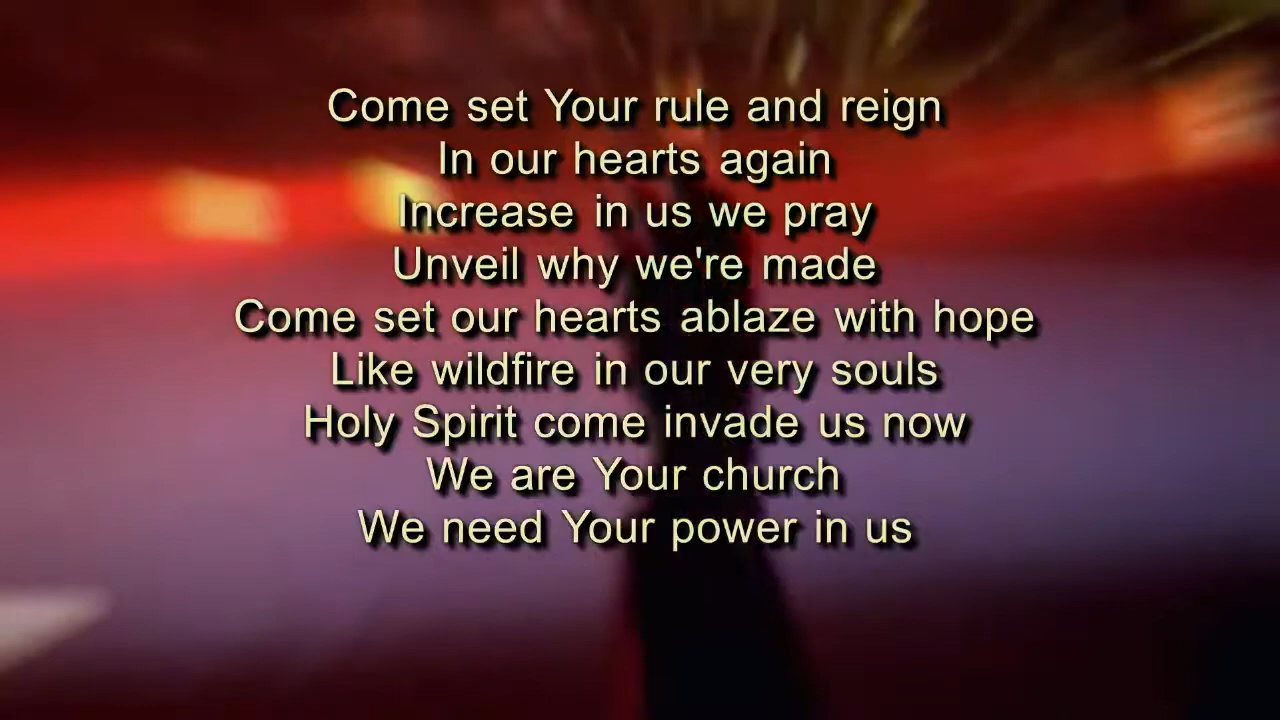 Come set Your rule and reign
In our hearts again
Increase in us we pray
Unveil why we're made
Come set our hearts ablaze with hope
Like wildfire in our very souls
Holy Spirit come invade us now
We are Your church
We need Your power in us